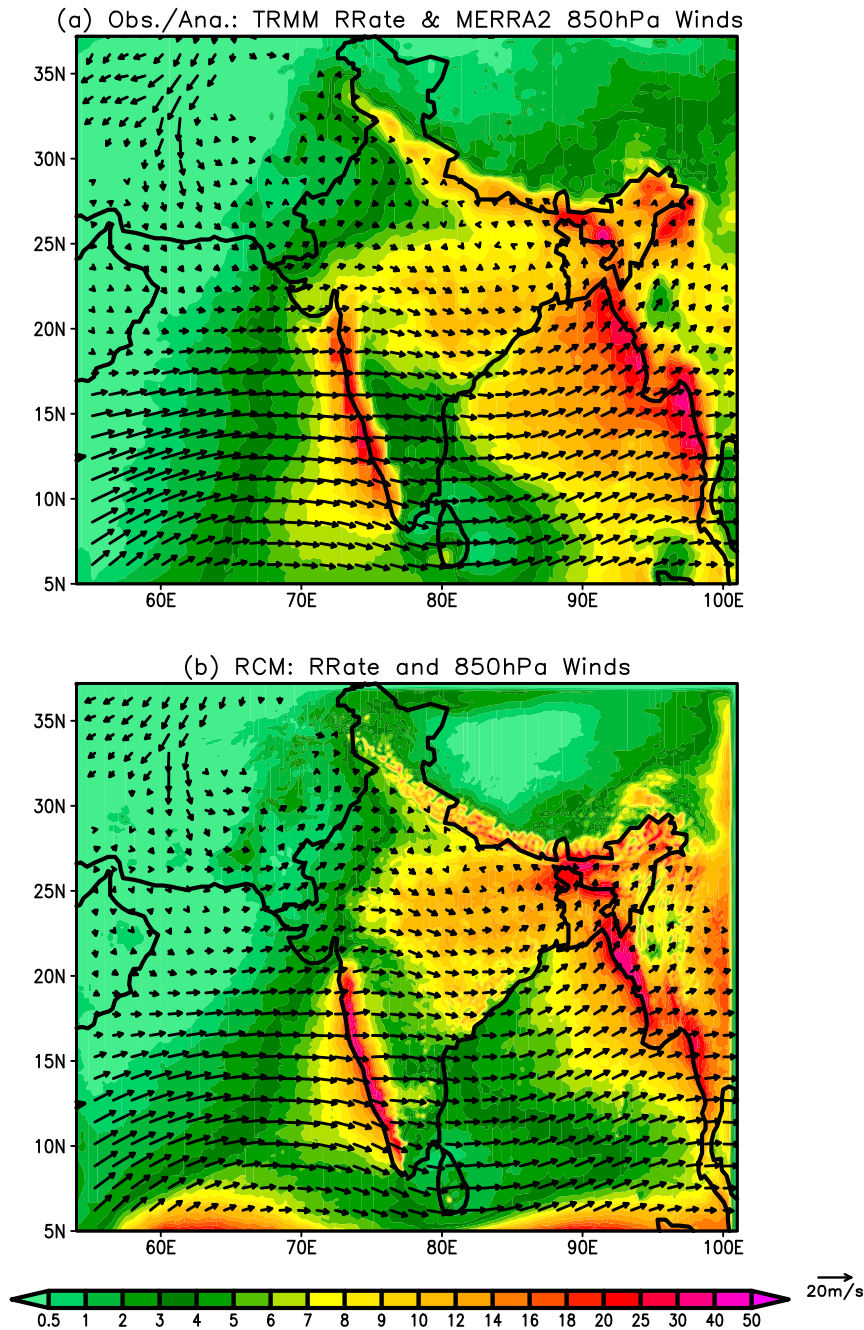 (a) Obs./Ana.: TRMM RRate & MERRA2 850hPa Winds
35N
30N
25N
20N
15N
10N
5N
60E 70E 80E 90E 100E
(b) RCM: RRate and 850hPa Winds
35N
30N
25N
20N
15N
10N
5N
60E 70E 80E 90E 100E
20m/s
0.5 1 2 3 4 5 6 7 8 9 10 12 14 16 18 20 25 30 40 50